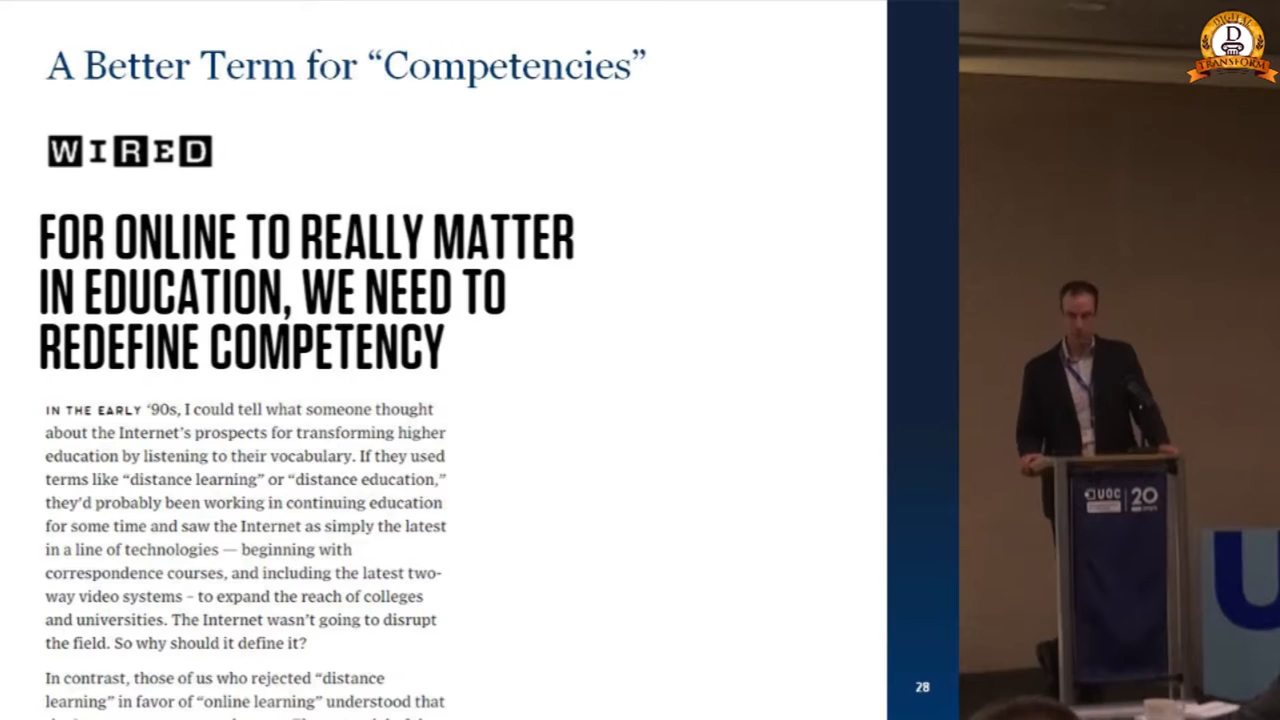 A Better Term for “Competencies”
WIRED
FOR ONLINE TO REALLY MATTER
IN EDUCATION, WE NEED TO
REDEFINE COMPETENCY
IN THE EARLY ‘90s, I could tell what someone thought
about the Internet’s prospects for transforming higher
education by listening to their vocabulary. If they used
terms like “distance learning” or “distance education,”
they’d probably been working in continuing education
for some time and saw the Internet as simply the latest
in a line of technologies — beginning with
correspondence courses, and including the latest two-
way video systems – to expand the reach of colleges
and universities. The Internet wasn’t going to disrupt
the field. So why should it define it?
In contrast, those of us who rejected “distance
learning” in favor of “online learning” understood that
28
DIGITAL
D
TRANSFORM
UOC
20
U